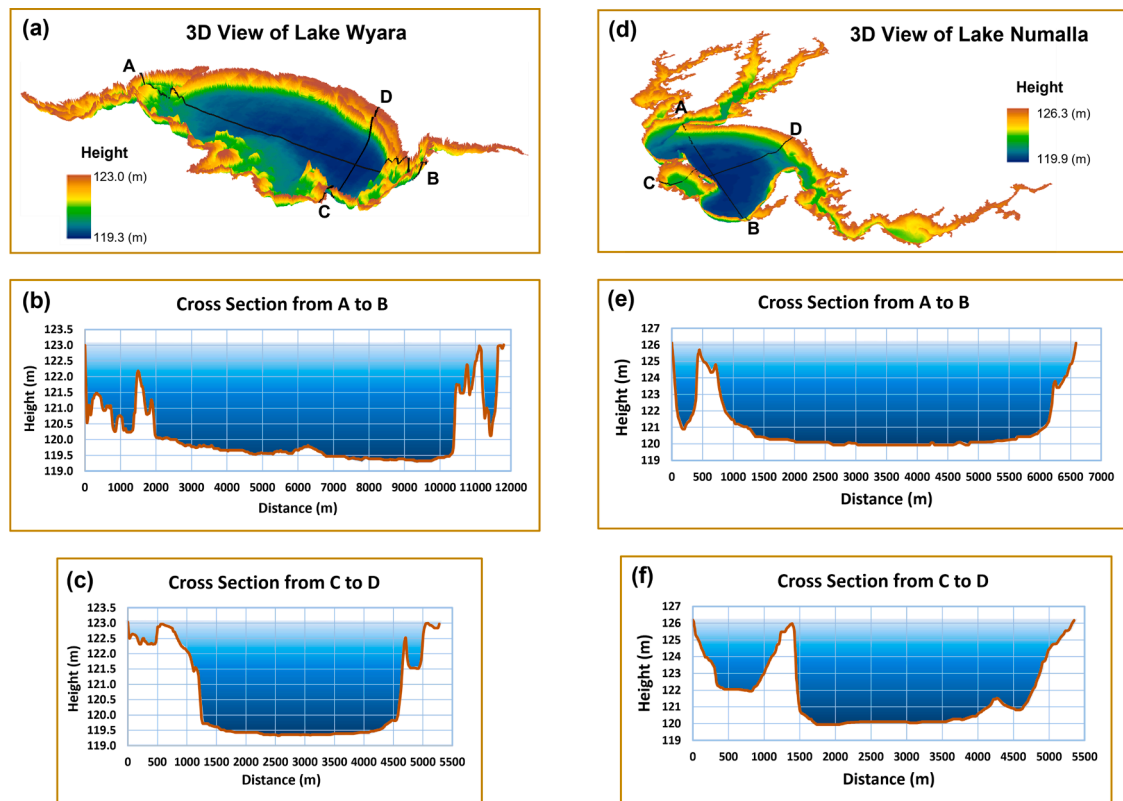 (a)
3D View of Lake Wyara
A
D
B
C
Height
123.0 (m)
119.3 (m)
(d)
3D View of Lake Numalla
A
D
C
B
Height
126.3 (m)
119.9 (m)
(b)
Cross Section from A to B
Height (m)
123.5
123.0
122.5
122.0
121.5
121.0
120.5
120.0
119.5
119.0
0 1000 2000 3000 4000 5000 6000 7000 8000 9000 10000 11000 12000
Distance (m)
(e)
Cross Section from A to B
Height (m)
127
126
125
124
123
122
121
120
119
0 500 1000 1500 2000 2500 3000 3500 4000 4500 5000 5500 6000 6500 7000
Distance (m)
(c)
Cross Section from C to D
Height (m)
123.5
123.0
122.5
122.0
121.5
121.0
120.5
120.0
119.5
119.0
0 500 1000 1500 2000 2500 3000 3500 4000 4500 5000 5500
Distance (m)
(f)
Cross Section from C to D
Height (m)
127
126
125
124
123
122
121
120
119
0 500 1000 1500 2000 2500 3000 3500 4000 4500 5000 5500
Distance (m)